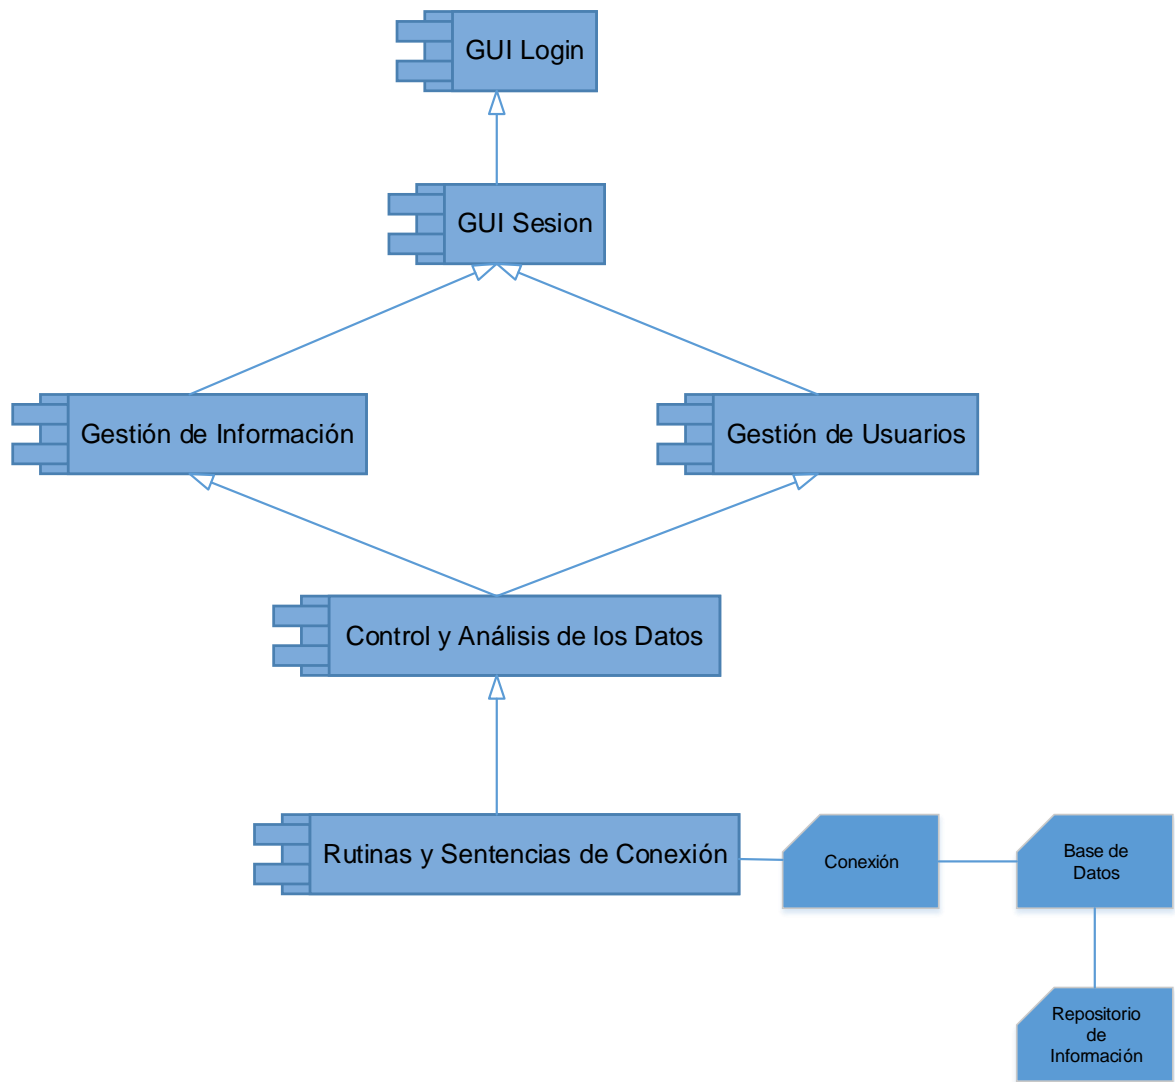 GUI Login
GUI Sesion
Gestión de Información
Gestión de Usuarios
Control y Análisis de los Datos
Rutinas y Sentencias de Conexión
Conexión
Base de
Datos
Repositorio
de
Información